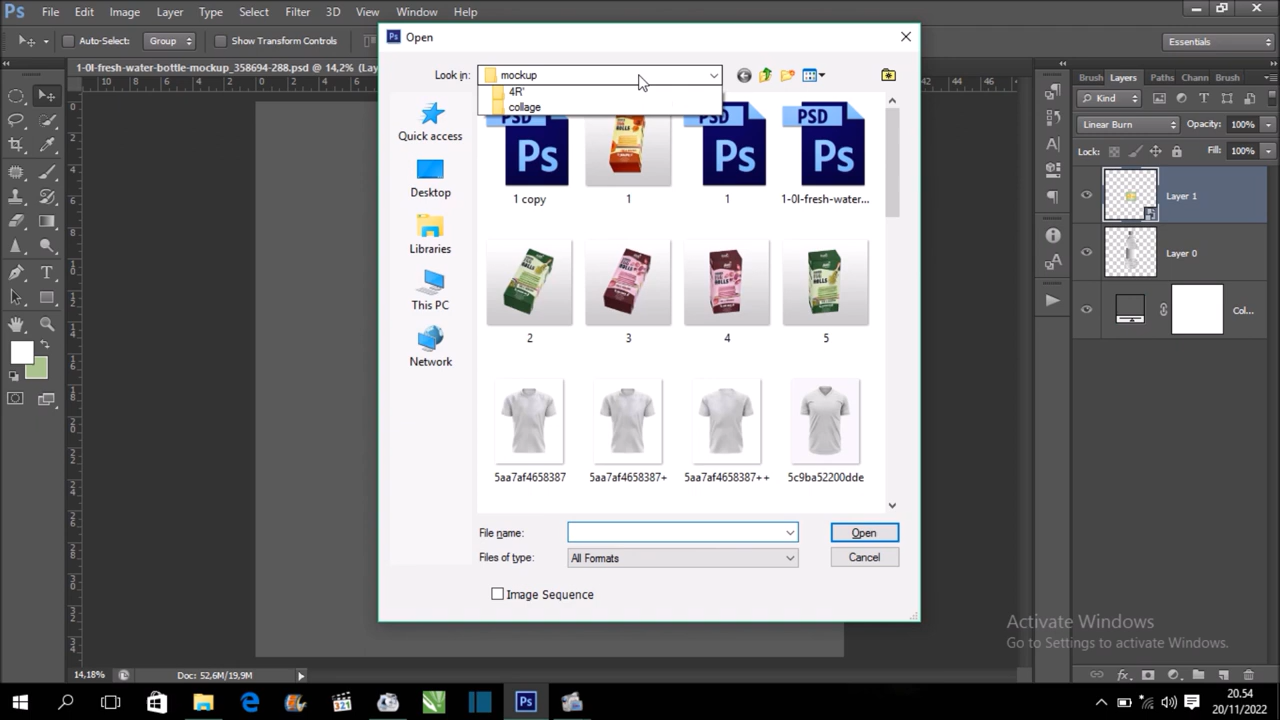 Ps File Edit Image Layer Type Select Filter 3D View Window Help
Auto-Select: Group Show Transform Controls Essentials
1-0l-fresh-water-bottle-mockup_358694-288.psd @ 14,2% (Lay
Open
Look in: mockup
4R'
collage
Quick access
Desktop
Libraries
This PC
Network
PSD PSD PSD
Ps Ps Ps
1 copy 1 1 1-0l-fresh-water...
2 3 4 5
5aa7af4658387 5aa7af4658387+ 5aa7af4658387++ 5c9ba52200dde
File name: Open
Files of type: All Formats Cancel
Image Sequence
Brush Layers Paths Chann Brush
Kind
Linear Burn Opacity: 100%
Lock: Fill: 100%
Layer 1
Layer 0
Col...
Activate Windows
Go to Settings to activate Windows.
14,18% Doc: 52,6M/19,9M
20.54
20/11/2022